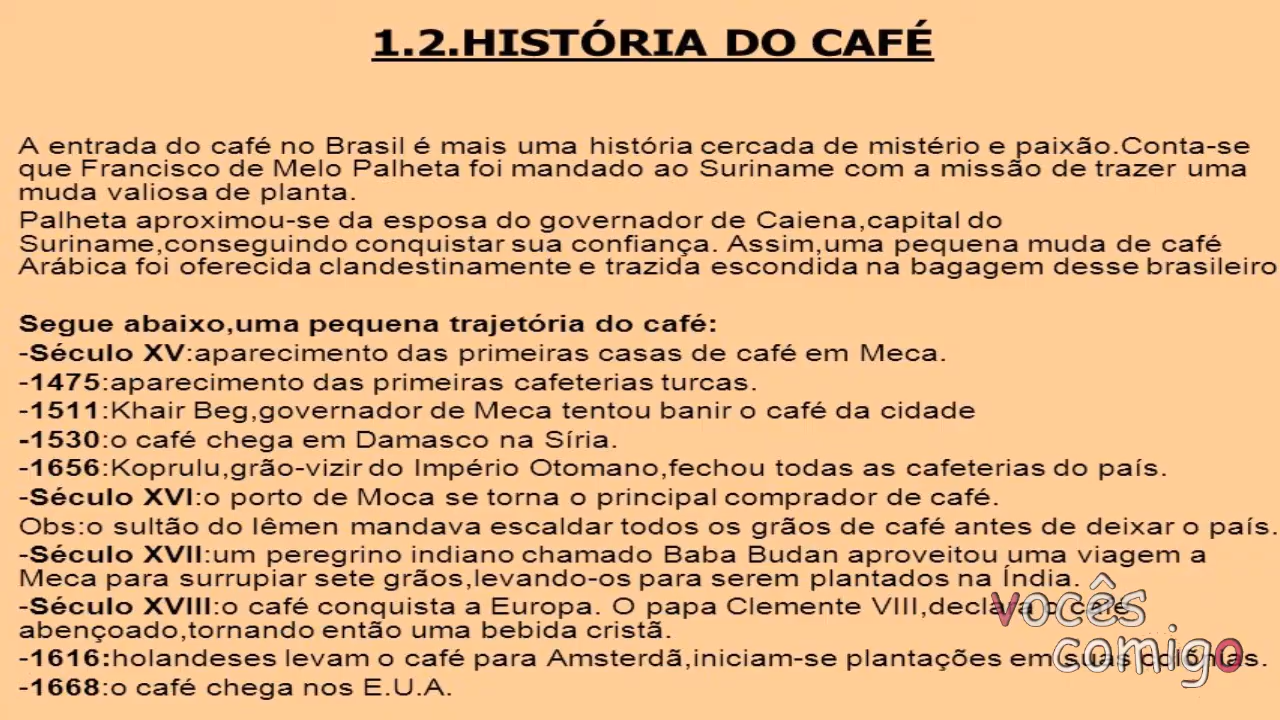 1.2.HISTÓRIA DO CAFÉ
A entrada do café no Brasil é mais uma história cercada de mistério e paixão.Conta-se
que Francisco de Melo Palheta foi mandado ao Suriname com a missão de trazer uma
muda valiosa de planta.
Palheta aproximou-se da esposa do governador de Caiena,capital do
Suriname,conseguindo conquistar sua confiança. Assim,uma pequena muda de café
Arábica foi oferecida clandestinamente e trazida escondida na bagagem desse brasileiro
Segue abaixo,uma pequena trajetória do café:
-Século XV:aparecimento das primeiras casas de café em Meca.
-1475:aparecimento das primeiras cafeterias turcas.
-1511:Khair Beg,governador de Meca tentou banir o café da cidade
-1530:o café chega em Damasco na Síria.
-1656:Koprulu,grão-vizir do Império Otomano,fechou todas as cafeterias do país.
-Século XVI:o porto de Moca se torna o principal comprador de café.
Obs:o sultão do Iêmen mandava escaldar todos os grãos de café antes de deixar o país.
-Século XVII:um peregrino indiano chamado Baba Budan aproveitou uma viagem a
Meca para surrupiar sete grãos,levando-os para serem plantados na Índia.
-Século XVIII:o café conquista a Europa. O papa Clemente VIII,declara o café
abençoado,tornando então uma bebida cristã.
-1616:holandeses levam o café para Amsterdã,iniciam-se plantações em suas colônias.
-1668:o café chega nos E.U.A.
vocês
comigo